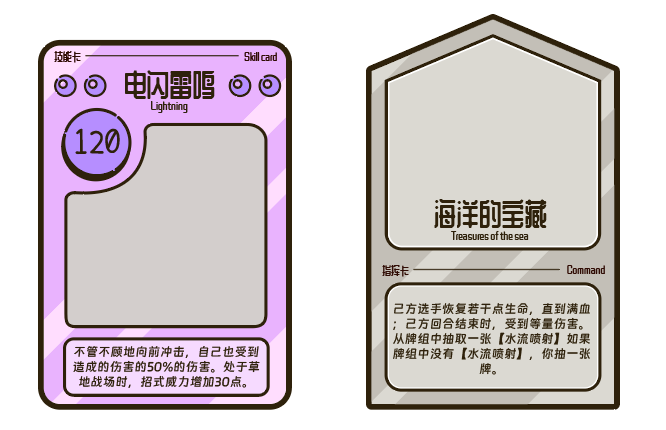 技能卡 Skill card
电闪雷鸣
Lightning
120
不管不顾地向前冲击，自己也受到
造成的伤害的50%的伤害。处于草
地战场时，招式威力增加30点。
海洋的宝藏
Treasures of the sea
指挥卡 Command
己方选手恢复若干点生命，直到满血
；己方回合结束时，受到等量伤害。
从牌组中抽取一张【水流喷射】如果
牌组中没有【水流喷射】，你抽一张
牌。